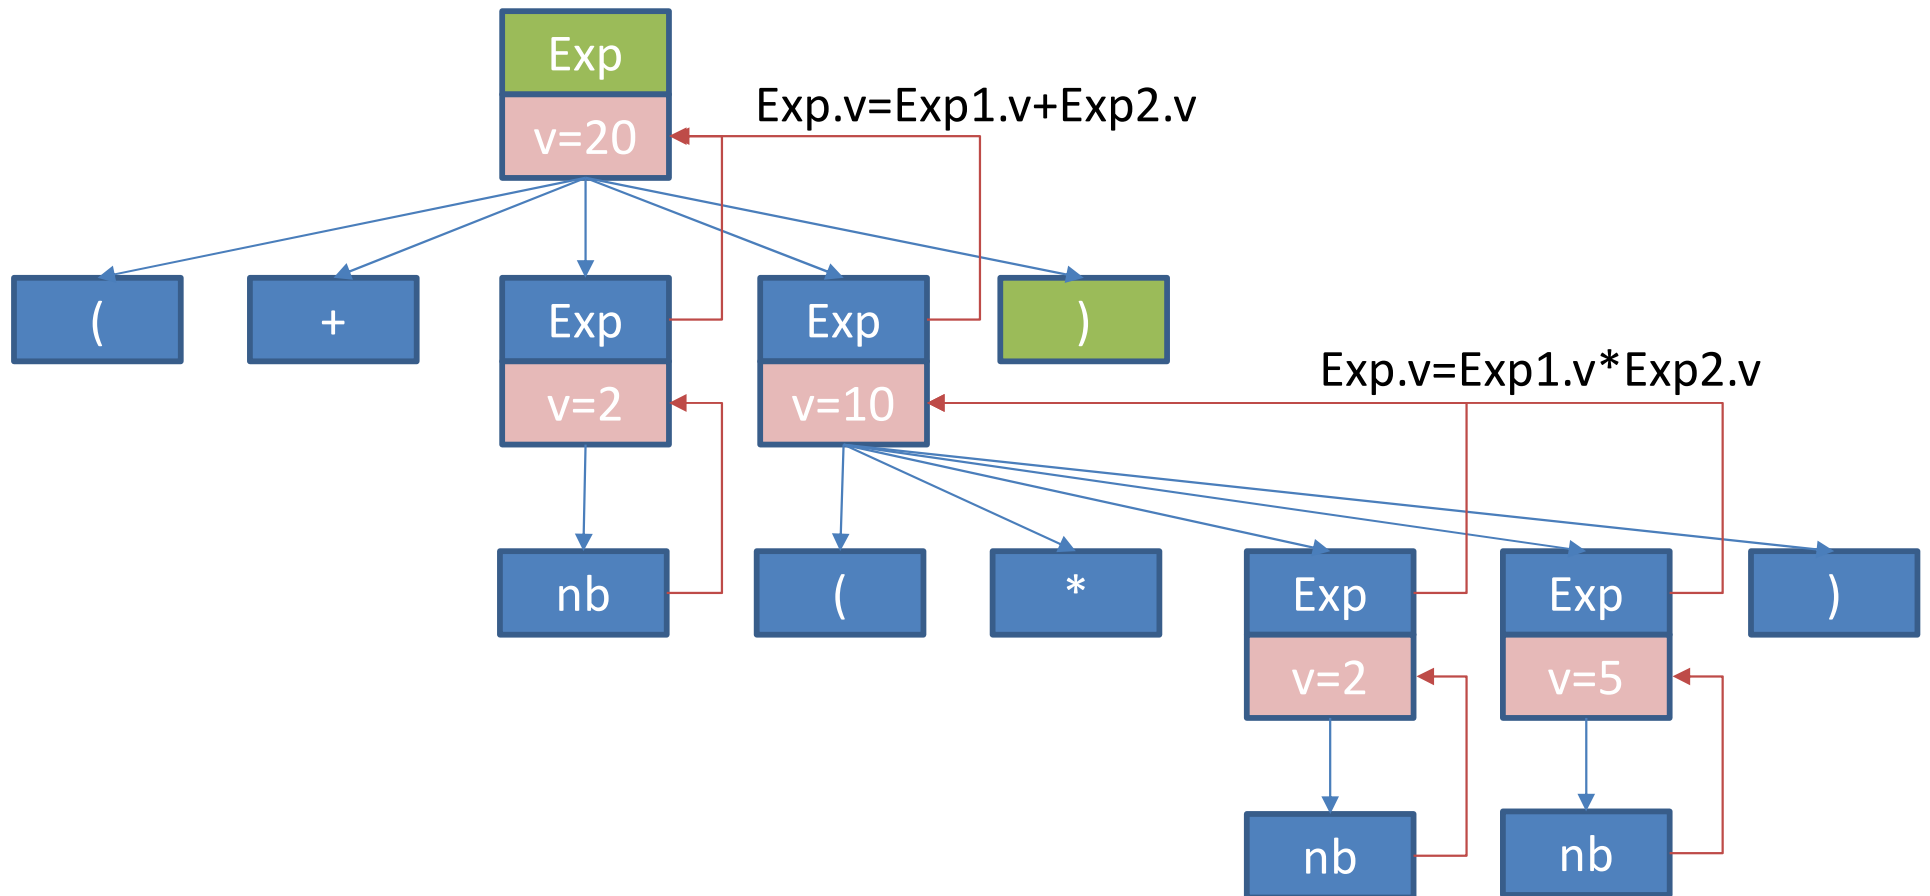 Exp
Exp.v=Exp1.v+Exp2.v
v=20
(
+
Exp
Exp
)
Exp.v=Exp1.v*Exp2.v
v=2
v=10
nb
(
*
Exp
Exp
)
v=2
v=5
nb
nb